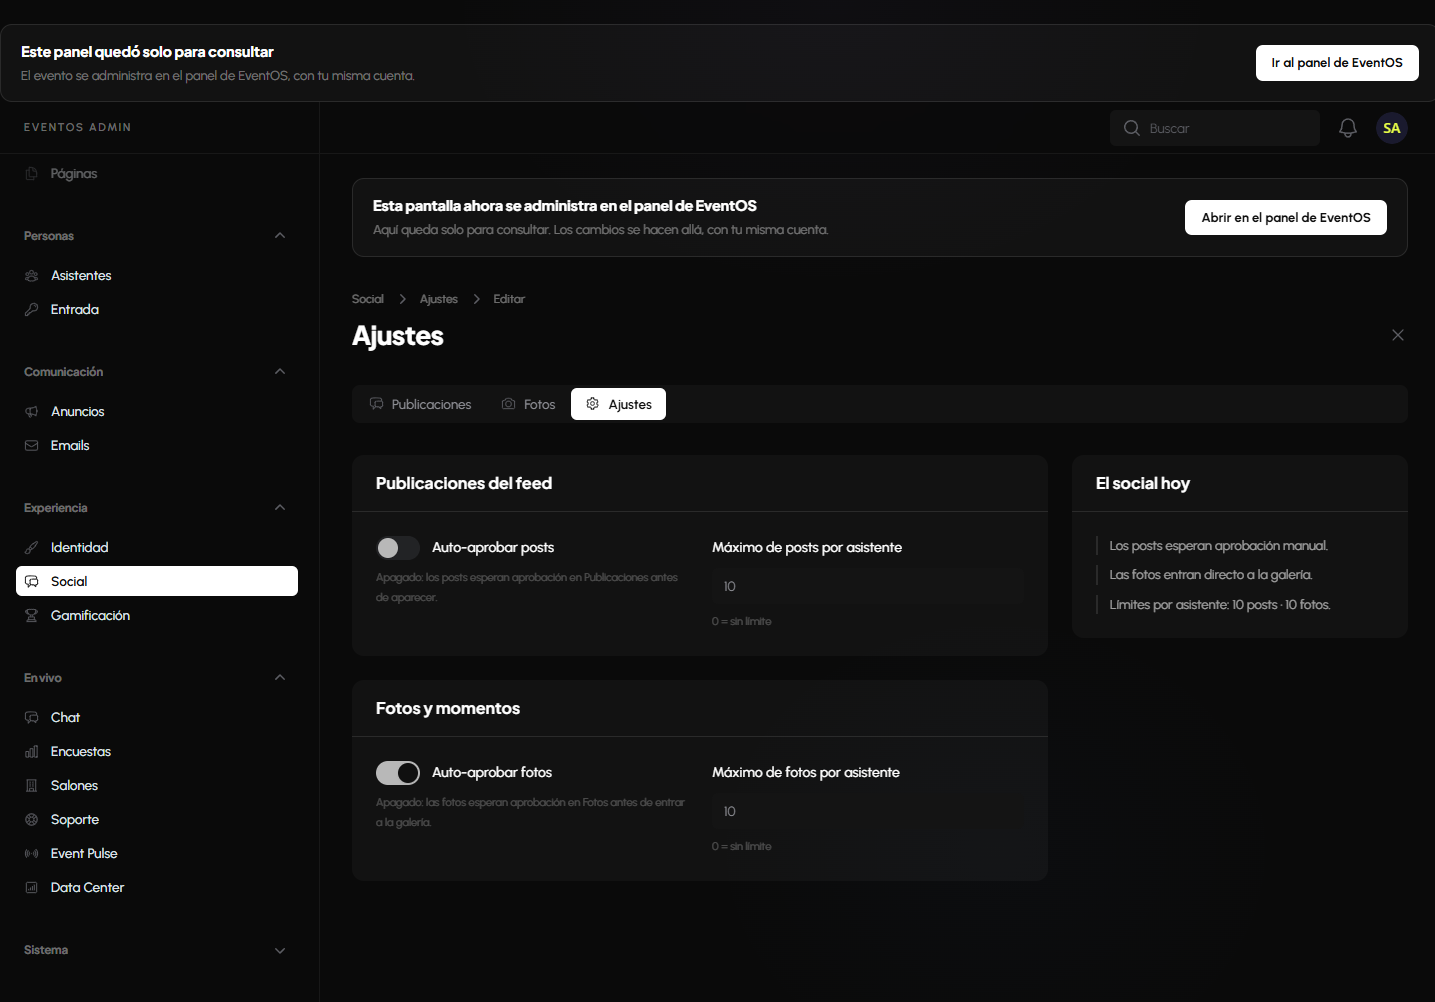 Este panel quedó solo para consultar
El evento se administra en el panel de EventOS, con tu misma cuenta.
Ir al panel de EventOS
EVENTOS ADMIN
Buscar
SA
Páginas
Personas
Asistentes
Entrada
Comunicación
Anuncios
Emails
Experiencia
Identidad
Social
Gamificación
En vivo
Chat
Encuestas
Salones
Soporte
Event Pulse
Data Center
Sistema
Esta pantalla ahora se administra en el panel de EventOS
Aquí queda solo para consultar. Los cambios se hacen allá, con tu misma cuenta.
Abrir en el panel de EventOS
Social > Ajustes > Editar
Ajustes
Publicaciones
Fotos
Ajustes
Publicaciones del feed
Auto-aprobar posts
Apagado: los posts esperan aprobación en Publicaciones antes
de aparecer.
Máximo de posts por asistente
10
0 = sin límite
Fotos y momentos
Auto-aprobar fotos
Apagado: las fotos esperan aprobación en Fotos antes de entrar
a la galería.
Máximo de fotos por asistente
10
0 = sin límite
El social hoy
Los posts esperan aprobación manual.
Las fotos entran directo a la galería.
Límites por asistente: 10 posts · 10 fotos.